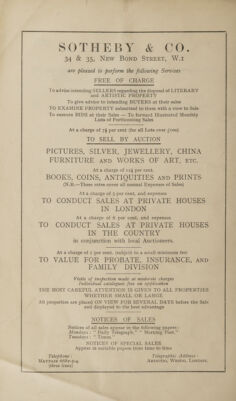 SOTHEBY & CO.
34 & 35, NEW BOND STREET, W.1
are pleased to perform the following Services
FREE OF CHARGE
To advise intending SELLERS regarding the disposal of LITERARY
and ARTISTIC PROPERTY
To give advice to intending BUYERS at their sales
TO EXAMINE PROPERTY submitted to them with a view to Sale
To execute BIDS at their Sales — To forward Illustrated Monthly
Lists of Forthcoming Sales
At a charge of 7½ per cent (for all Lots over £100)
TO SELL BY AUCTION
PICTURES, SILVER, JEWELLERY, CHINA
FURNITURE AND WORKS OF ART, ETC.
At a charge of 12½ per cent.
BOOKS, COINS, ANTIQUITIES AND PRINTS
(N.B.—These rates cover all normal Expenses of Sales)
At a charge of 5 per cent, and expenses
TO CONDUCT SALES AT PRIVATE HOUSES
IN LONDON
At a charge of 6 per cent, and expenses
TO CONDUCT SALES AT PRIVATE HOUSES
IN THE COUNTRY
in conjunction with local Auctioneers.
At a charge of 1 per cent, subject to a small minimum fee
TO VALUE FOR PROBATE, INSURANCE, AND
FAMILY DIVISION
Visits of inspection made at moderate charges
Individual catalogues free on application
THE MOST CAREFUL ATTENTION IS GIVEN TO ALL PROPERTIES
WHETHER SMALL OR LARGE
All properties are placed ON VIEW FOR SEVERAL DAYS before the Sale
and displayed to the best advantage
NOTICES OF SALES
Notices of all sales appear in the following papers:
Mondays: "Daily Telegraph," "Morning Post,"
Tuesdays: "Times."
NOTICES OF SPECIAL SALES
Appear in suitable papers from time to time
Telephone: Telegraphic Address:
MAYFAIR 6682-3-4 ABINITIO, WESDO, LONDON.
(three lines)